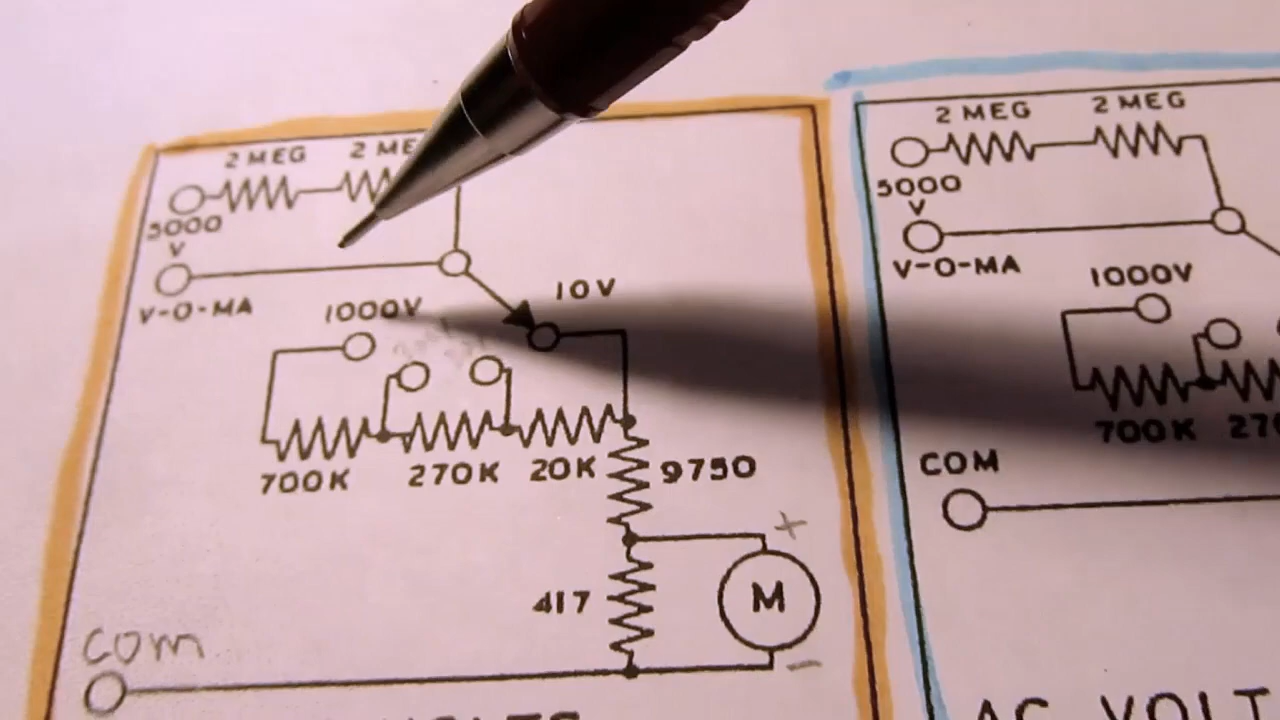 2 MEG 2 ME
5000
V
V-O-MA
1000V
10V
700K 270K 20K 9750
417
+
M
-
com
2 MEG 2 MEG
5000
V
V-O-MA
1000V
700K 27
COM
AC VOLT